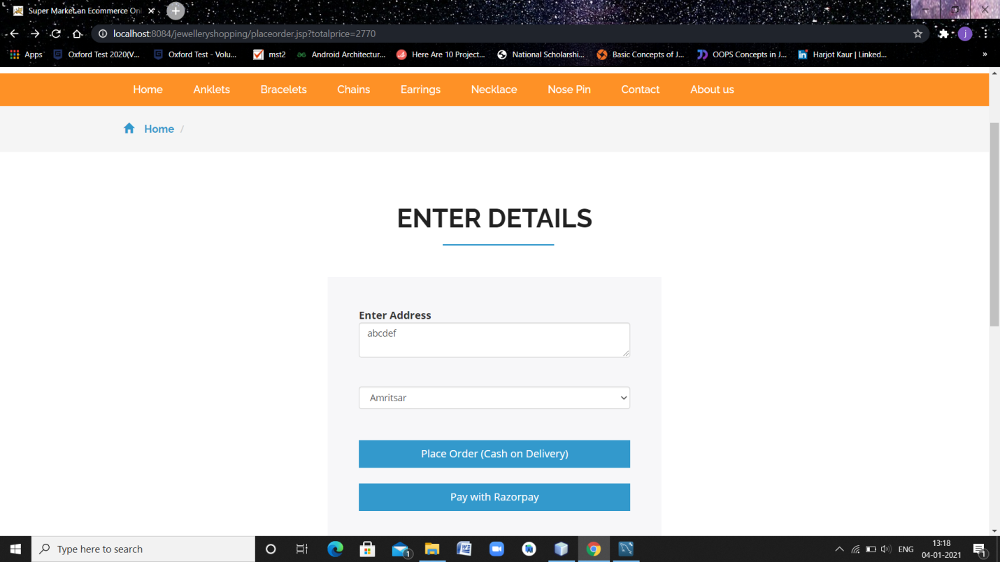 Super Market an Ecommerce On
localhost:8084/jewelleryshopping/placeorder.jsp?totalprice=2770
j
Apps Oxford Test 2020(V... Oxford Test - Volu... mst2 Android Architectur... Here Are 10 Project... National Scholarshi... Basic Concepts of J... OOPS Concepts in J... Harjot Kaur | Linked... »
Home Anklets Bracelets Chains Earrings Necklace Nose Pin Contact About us
Home /
ENTER DETAILS
Enter Address
abcdef
Amritsar
Place Order (Cash on Delivery)
Pay with Razorpay
Type here to search
1
ENG
13:18
04-01-2021
1